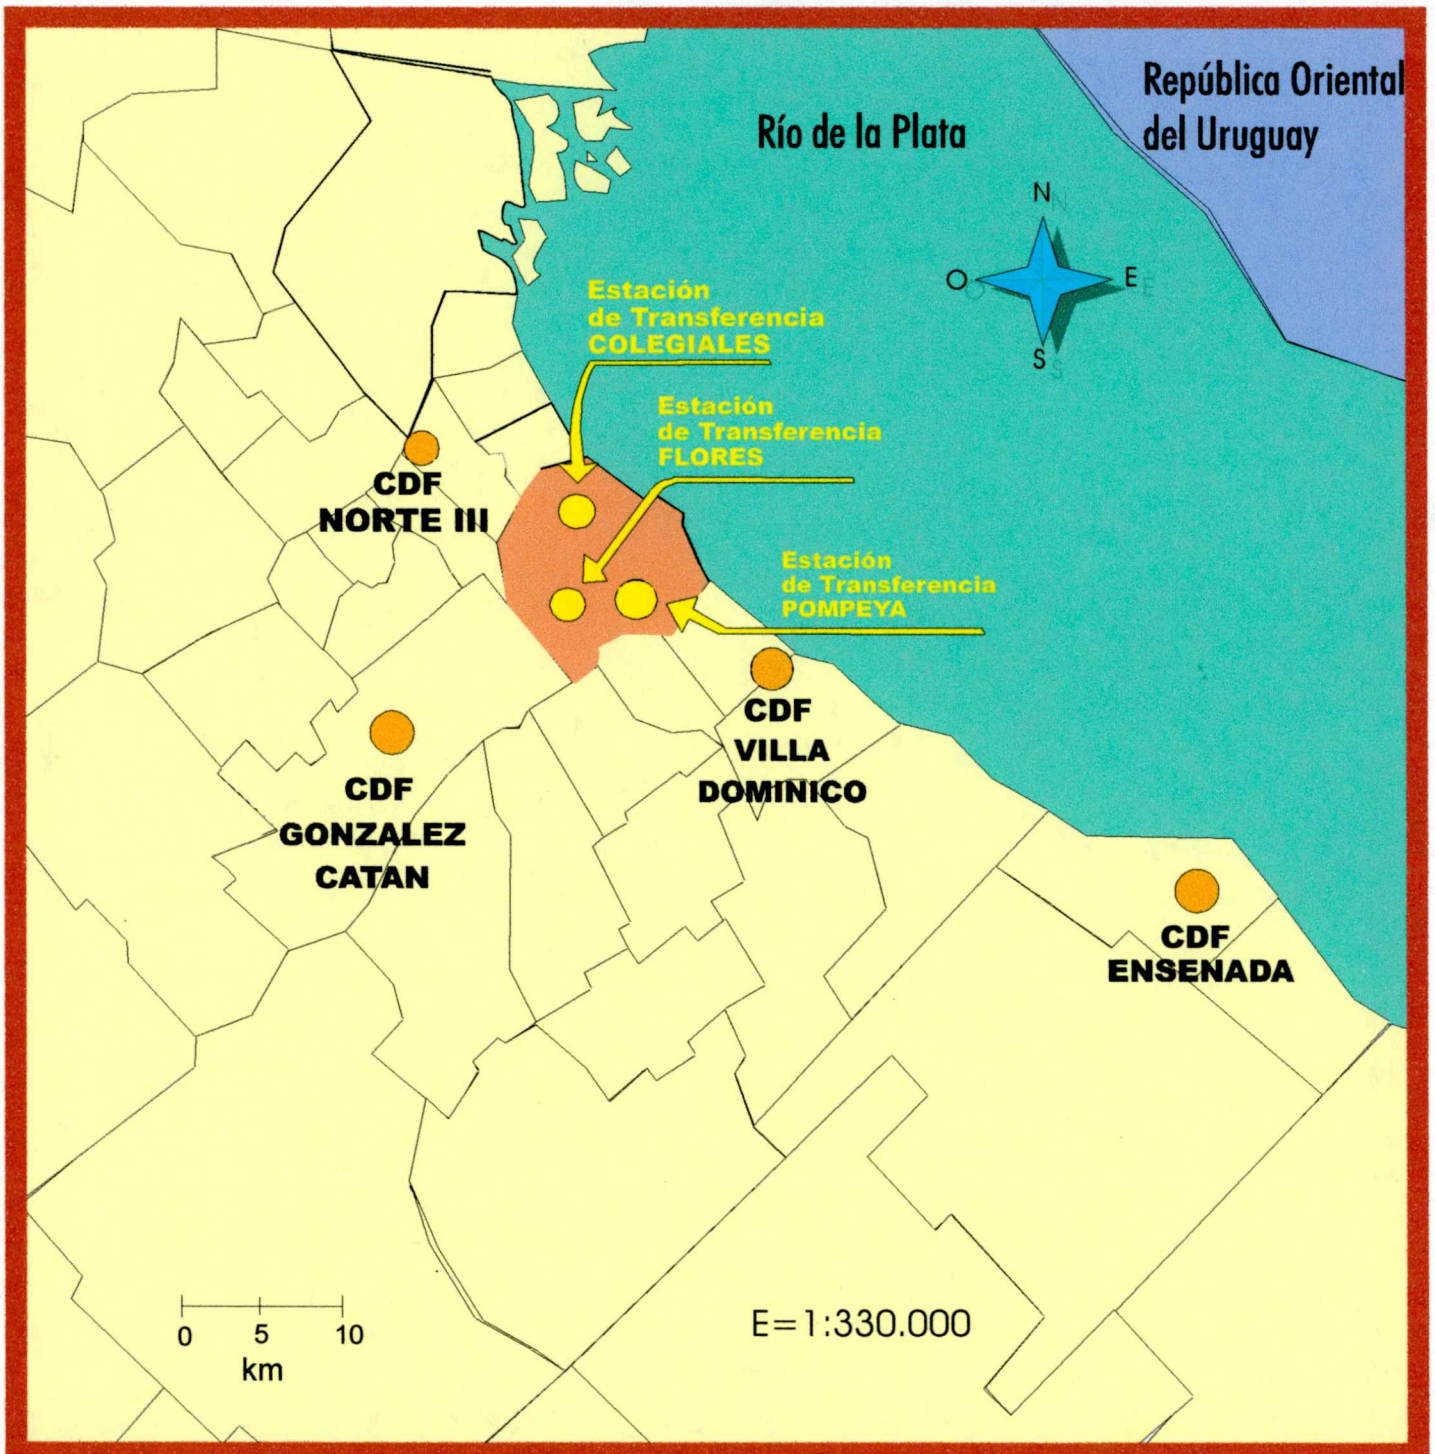 República Oriental
del Uruguay
Río de la Plata
N
O
E
S
Estación
de Transferencia
COLEGIALES
Estación
de Transferencia
FLORES
CDF
NORTE III
Estación
de Transferencia
POMPEYA
CDF
VILLA
DOMINICO
CDF
GONZALEZ
CATAN
CDF
ENSENADA
0 5 10
km
E=1:330.000